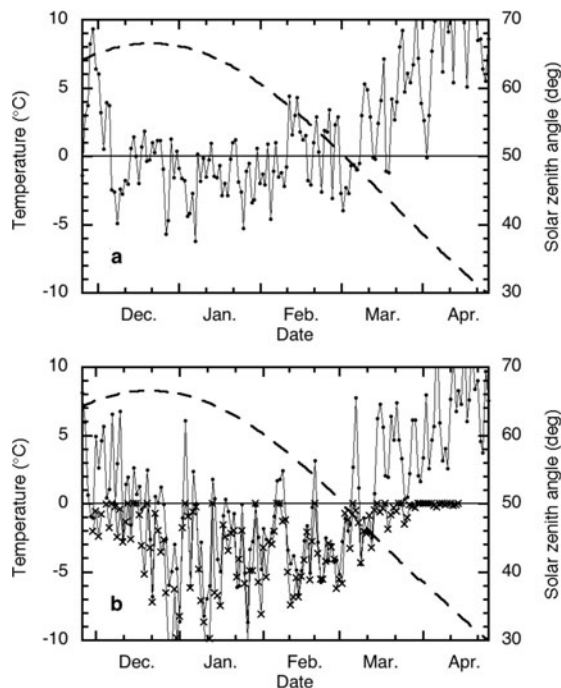 10
5
0
-5
-10
Temperature (°C)
70
60
50
40
30
Solar zenith angle (deg)
a
Dec. Jan. Feb. Mar. Apr.
Date
10
5
0
-5
-10
Temperature (°C)
70
60
50
40
30
Solar zenith angle (deg)
b
Dec. Jan. Feb. Mar. Apr.
Date